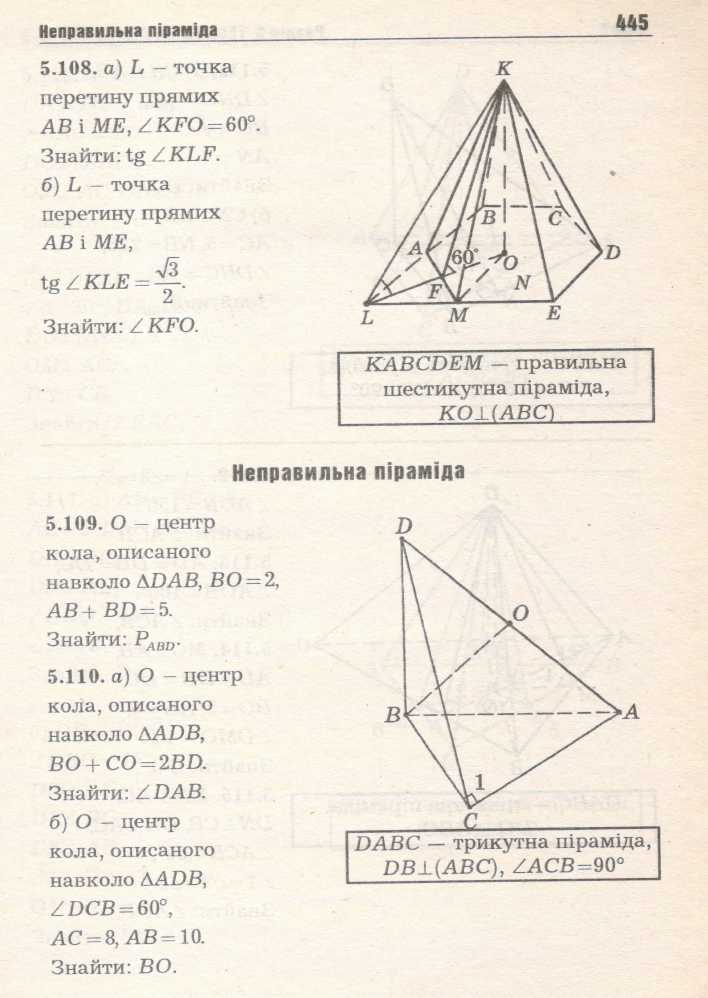 Неправильна піраміда
445
5.108. а) L – точка
перетину прямих
AB і ME, ∠KFO=60°.
Знайти: tg ∠KLF.
б) L – точка
перетину прямих
AB і ME,
tg ∠KLE = √3/2.
Знайти: ∠KFO.
K
B
C
A
60°
O
D
F
N
L
M
E
KABCDEM — правильна
шестикутна піраміда,
KO⊥(ABC)
Неправильна піраміда
5.109. O – центр
кола, описаного
навколо ΔDAB, BO=2,
AB+BD=5.
Знайти: P_ABD.
5.110. а) O – центр
кола, описаного
навколо ΔADB,
BO+CO=2BD.
Знайти: ∠DAB.
б) O – центр
кола, описаного
навколо ΔADB,
∠DCB=60°,
AC=8, AB=10.
Знайти: BO.
D
O
B
A
1
C
DABC — трикутна піраміда,
DB⊥(ABC), ∠ACB=90°